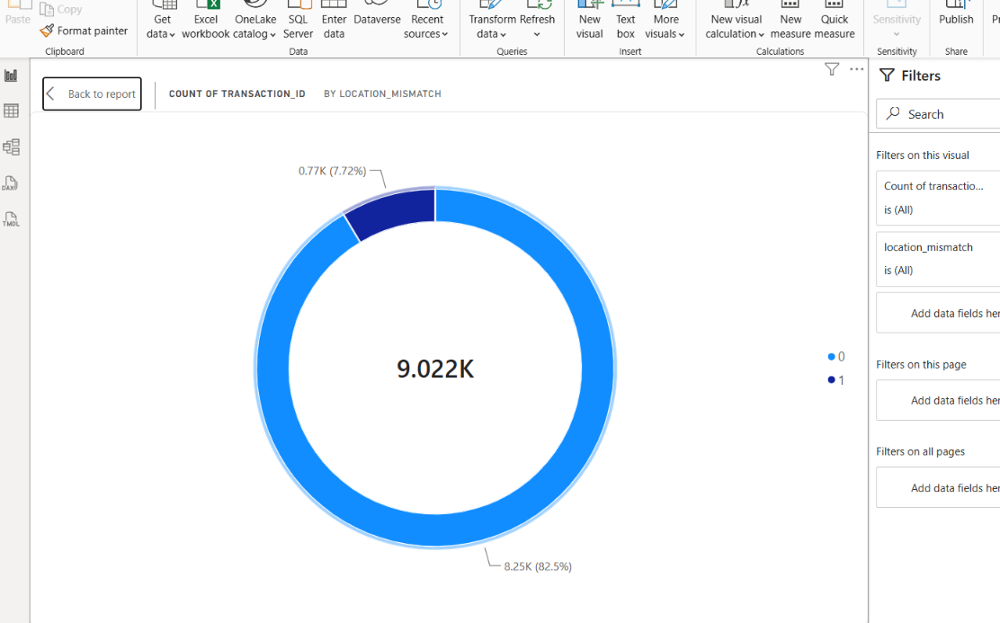 Paste
Copy
Format painter
Clipboard
Get data
Excel workbook
OneLake catalog
SQL Server
Enter data
Dataverse
Recent sources
Data
Transform data
Refresh
Queries
New visual
Text box
More visuals
Insert
New visual calculation
New measure
Quick measure
Calculations
Sensitivity
Sensitivity
Publish
Share
Back to report
COUNT OF TRANSACTION_ID
BY LOCATION_MISMATCH
DAX
TMDL
0.77K (7.72%)
9.022K
8.25K (82.5%)
0
1
Filters
Search
Filters on this visual
Count of transactio...
is (All)
location_mismatch
is (All)
Add data fields her
Filters on this page
Add data fields her
Filters on all pages
Add data fields her